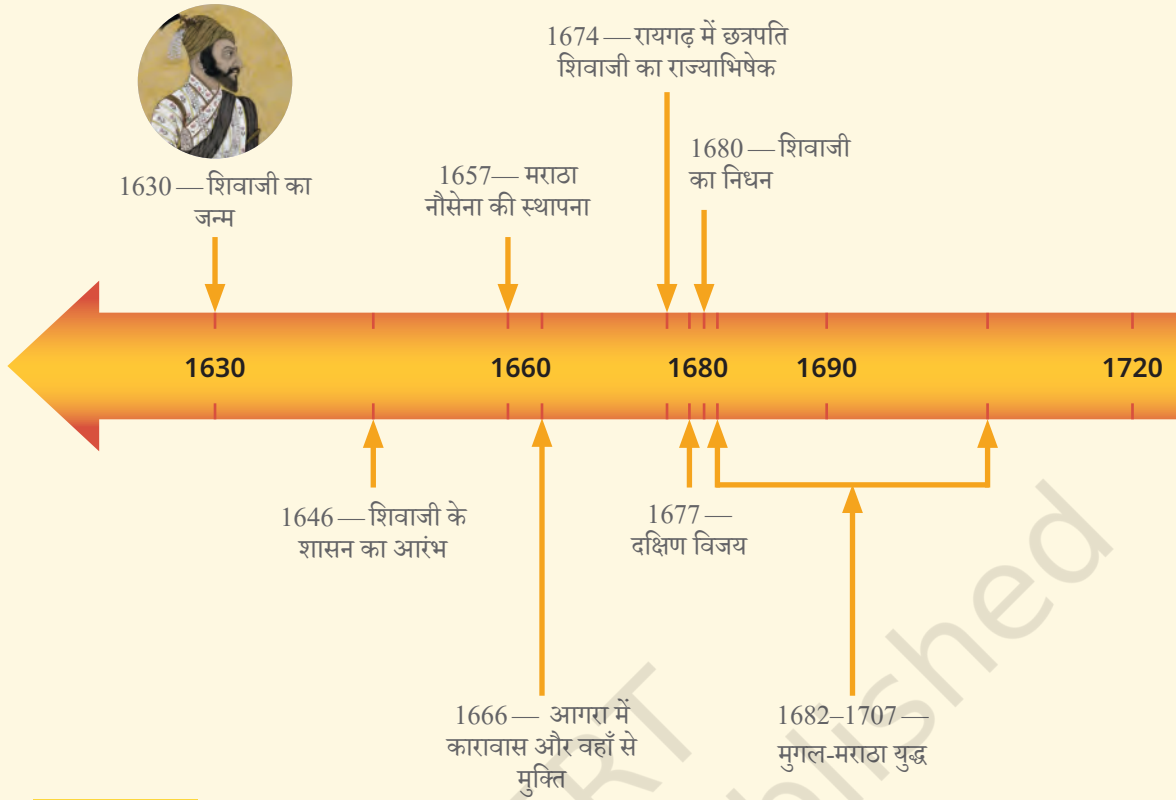 1674 — रायगढ़ में छत्रपति
शिवाजी का राज्याभिषेक
1680 — शिवाजी
का निधन
1657— मराठा
नौसेना की स्थापना
1630 — शिवाजी का
जन्म
1630
1660
1680
1690
1720
1646 — शिवाजी के
शासन का आरंभ
1677 —
दक्षिण विजय
1666 — आगरा में
कारावास और वहाँ से
मुक्ति
1682–1707 —
मुगल-मराठा युद्ध